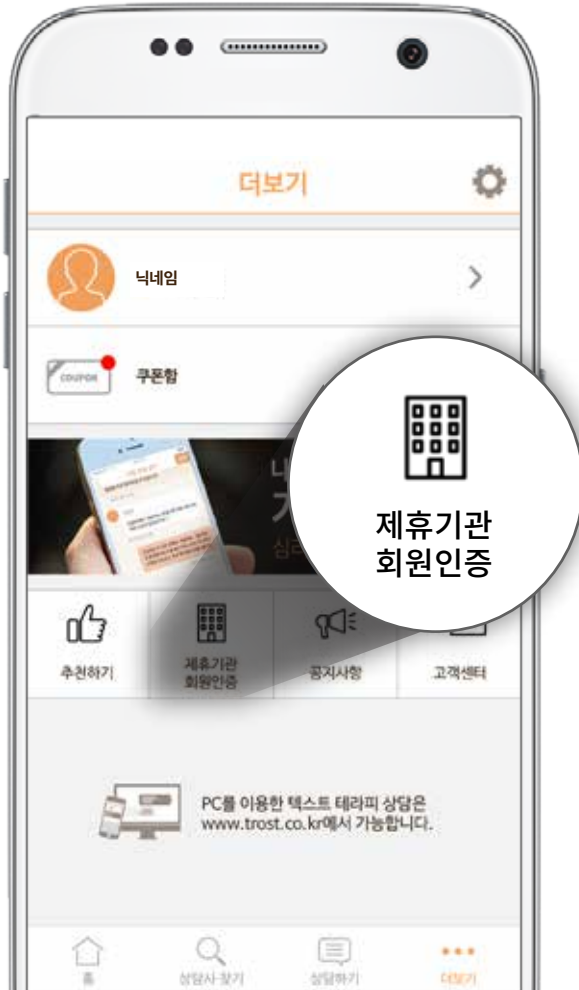 더보기
닉네임
COUPON
쿠폰함
제휴기관
회원인증
추천하기
제휴기관
회원인증
공지사항
고객센터
PC를 이용한 텍스트 테라피 상담은
www.trost.co.kr에서 가능합니다.
홈
상담사·찾기
상담하기
더보기